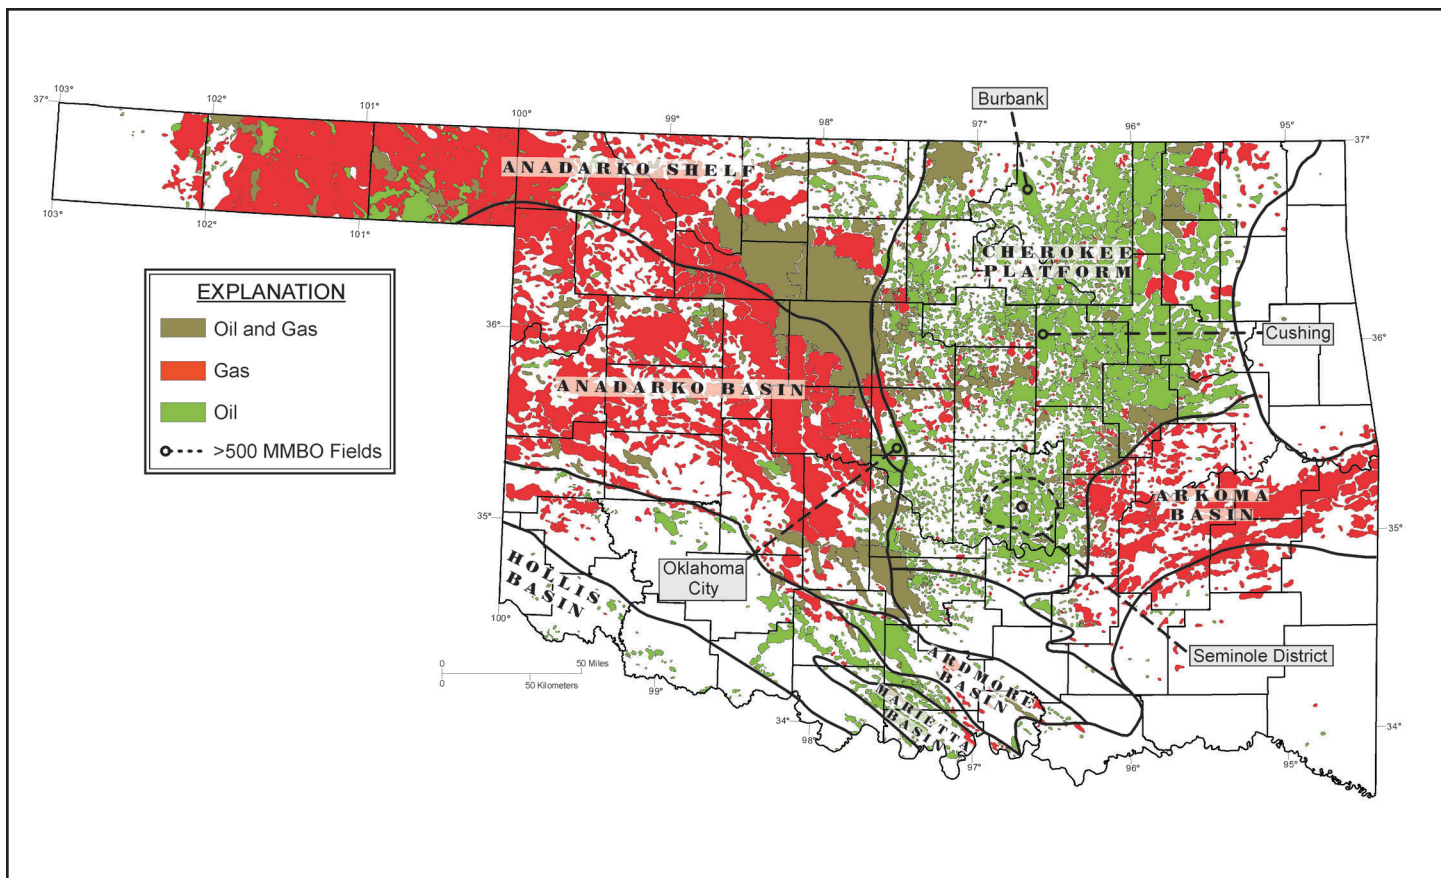 Burbank
103°
37°
102°
101°
100°
99°
98°
97°
96°
95°
37°
ANADARKO SHELF
103°
102°
101°
CHEROKEE
PLATFORM
EXPLANATION
Oil and Gas
Gas
Oil
>500 MMBO Fields
36°
Cushing
36°
ANADARKO BASIN
ARKOMA
BASIN
35°
35°
Oklahoma
City
HOLLIS
BASIN
100°
Seminole District
ARDMORE
BASIN
MARIETTA
BASIN
0
50 Miles
0
50 Kilometers
99°
34°
98°
97°
96°
95°
34°